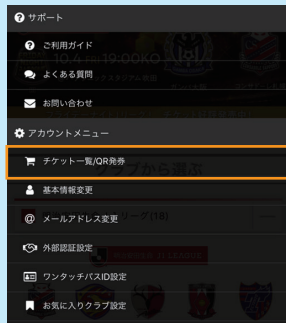 サポート
ご利用ガイド
よくある質問
お問い合わせ
アカウントメニュー
チケット一覧/QR発券
基本情報変更
@ メールアドレス変更
外部認証設定
ワンタッチパスID設定
お気に入りクラブ設定